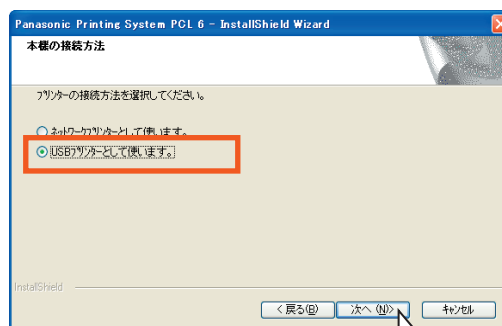 Panasonic Printing System PCL 6 - InstallShield Wizard
本機の接続方法
プリンターの接続方法を選択してください。
ネットワークプリンターとして使います。
USBプリンターとして使います。
InstallShield
< 戻る(B)
次へ (N)>
キャンセル